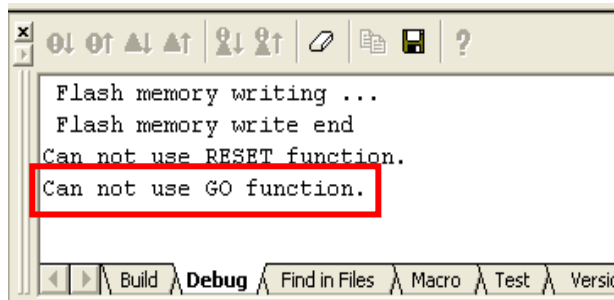 Flash memory writing ...
Flash memory write end
Can not use RESET function.
Can not use GO function.
Build Debug Find in Files Macro Test Versi